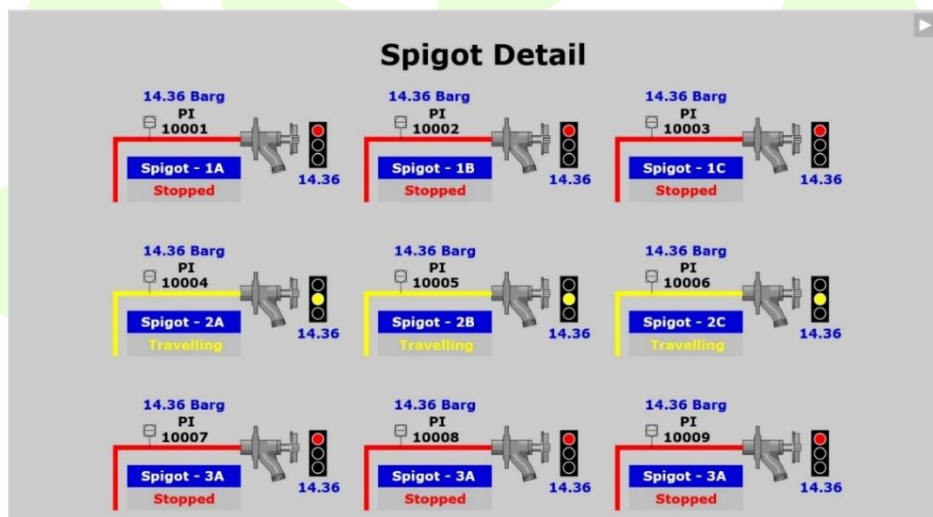 Spigot Detail
14.36 Barg
PI
10001
Spigot - 1A
Stopped
14.36
14.36 Barg
PI
10002
Spigot - 1B
Stopped
14.36
14.36 Barg
PI
10003
Spigot - 1C
Stopped
14.36
14.36 Barg
PI
10004
Spigot - 2A
Travelling
14.36
14.36 Barg
PI
10005
Spigot - 2B
Travelling
14.36
14.36 Barg
PI
10006
Spigot - 2C
Travelling
14.36
14.36 Barg
PI
10007
Spigot - 3A
Stopped
14.36
14.36 Barg
PI
10008
Spigot - 3A
Stopped
14.36
14.36 Barg
PI
10009
Spigot - 3A
Stopped
14.36